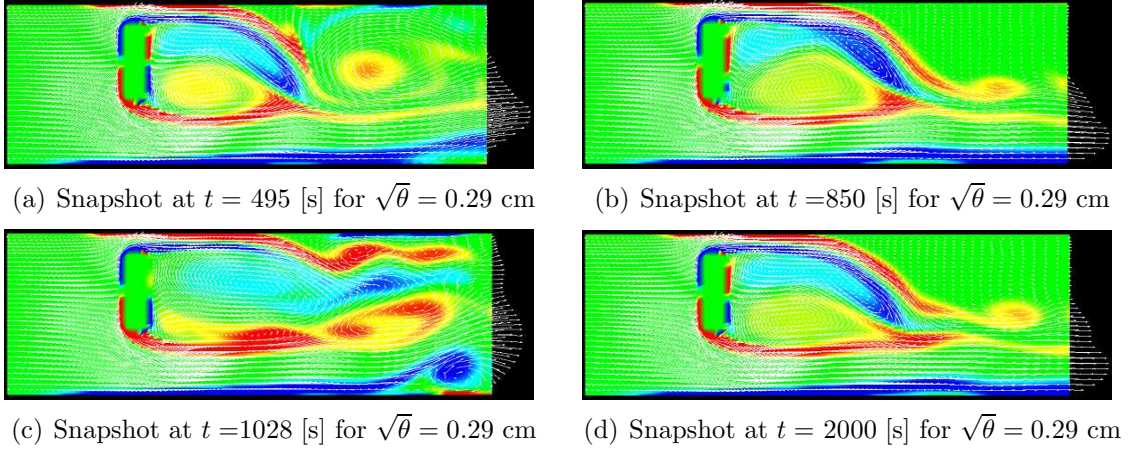 (a) Snapshot at t = 495 [s] for √θ = 0.29 cm
(b) Snapshot at t =850 [s] for √θ = 0.29 cm
(c) Snapshot at t =1028 [s] for √θ = 0.29 cm
(d) Snapshot at t = 2000 [s] for √θ = 0.29 cm